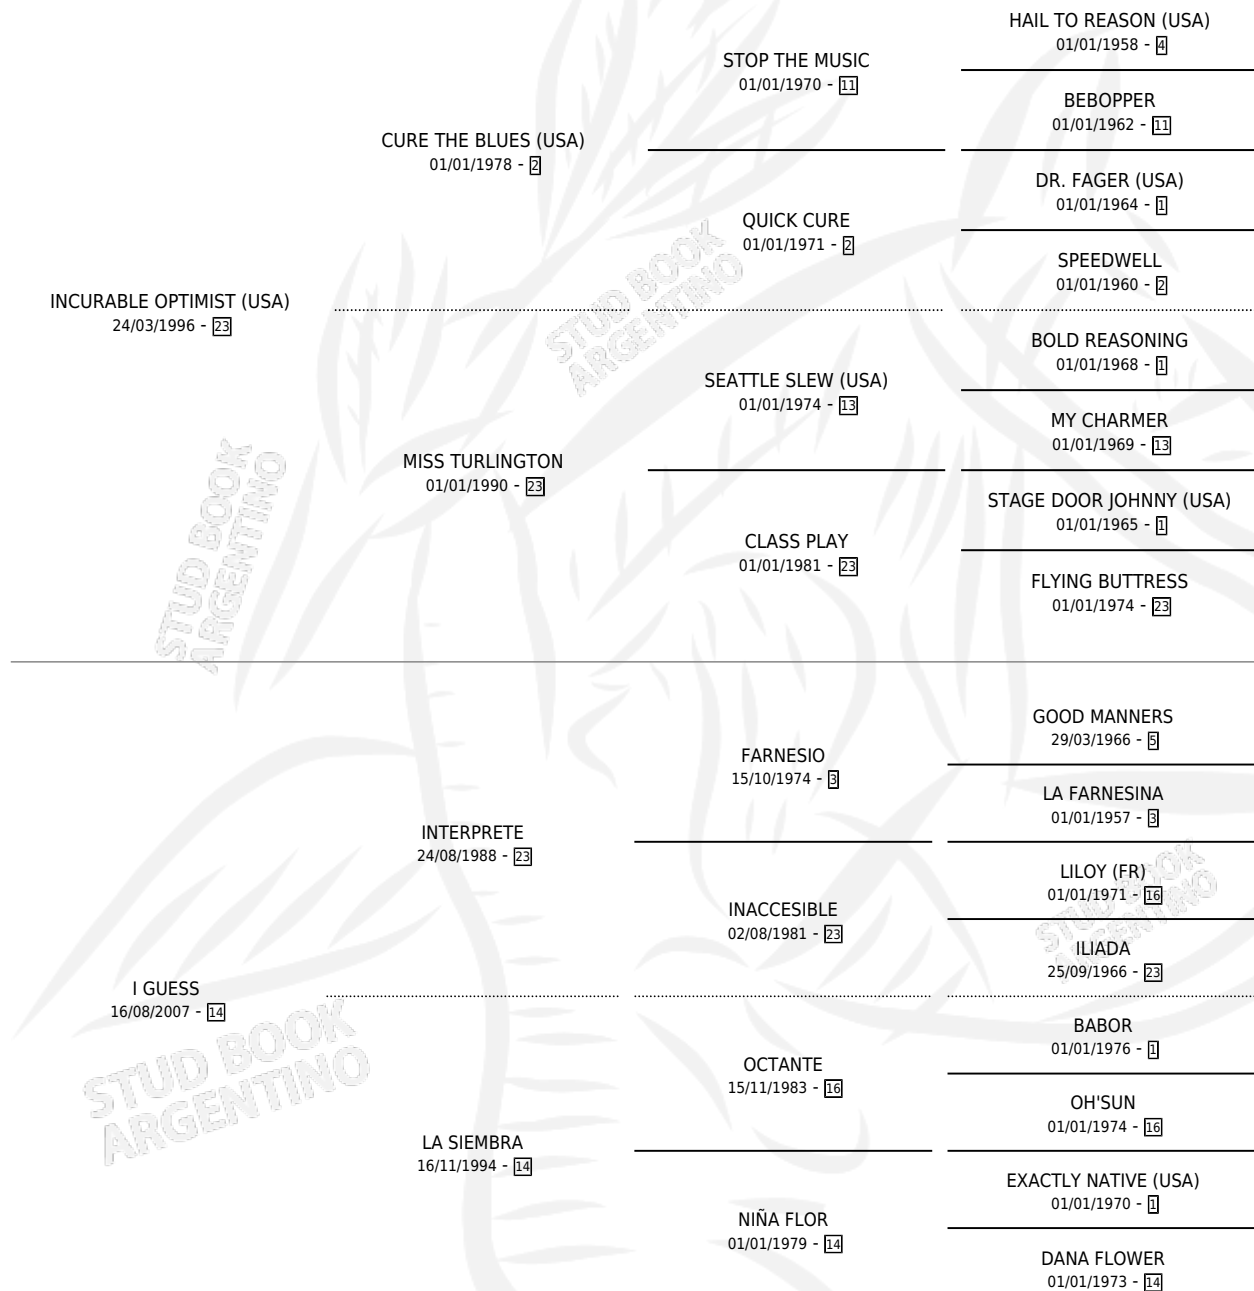 HAIL TO REASON (USA)
01/01/1958 - 4
STOP THE MUSIC
01/01/1970 - 11
BEBOPPER
01/01/1962 - 11
CURE THE BLUES (USA)
01/01/1978 - 2
DR. FAGER (USA)
01/01/1964 - 1
QUICK CURE
01/01/1971 - 2
SPEEDWELL
01/01/1960 - 2
INCURABLE OPTIMIST (USA)
24/03/1996 - 23
BOLD REASONING
01/01/1968 - 1
SEATTLE SLEW (USA)
01/01/1974 - 13
MY CHARMER
01/01/1969 - 13
MISS TURLINGTON
01/01/1990 - 23
STAGE DOOR JOHNNY (USA)
01/01/1965 - 1
CLASS PLAY
01/01/1981 - 23
FLYING BUTTRESS
01/01/1974 - 23
STUD BOOK
ARGENTINO
STUD BOOK
ARGENTINO
GOOD MANNERS
29/03/1966 - 5
FARNESIO
15/10/1974 - 3
LA FARNESINA
01/01/1957 - 3
INTERPRETE
24/08/1988 - 23
LILOY (FR)
01/01/1971 - 16
INACCESIBLE
02/08/1981 - 23
ILIADA
25/09/1966 - 23
STUD BOOK
ARGENTINO
I GUESS
16/08/2007 - 14
BABOR
01/01/1976 - 1
OCTANTE
15/11/1983 - 16
OH'SUN
01/01/1974 - 16
STUD BOOK
ARGENTINO
LA SIEMBRA
16/11/1994 - 14
EXACTLY NATIVE (USA)
01/01/1970 - 1
NIÑA FLOR
01/01/1979 - 14
DANA FLOWER
01/01/1973 - 14